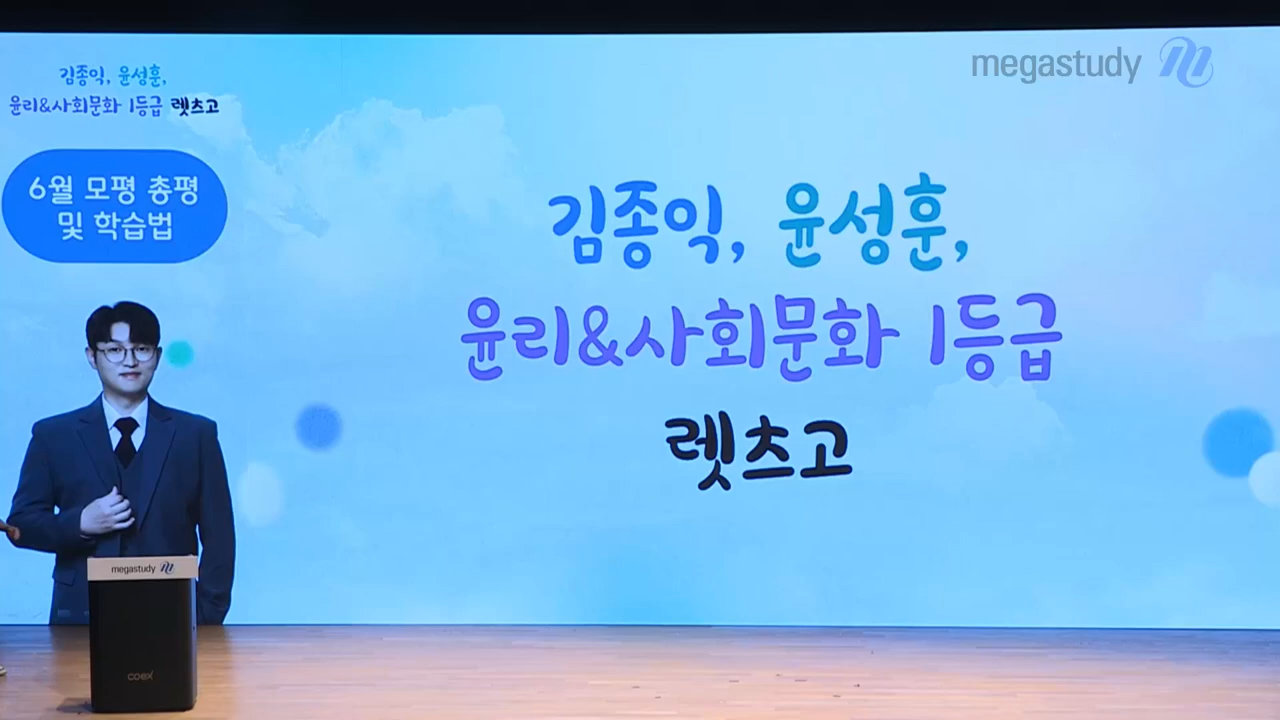 김종익, 윤성훈,
윤리&사회문화 1등급 렛츠고
megastudy
6월 모평 총평
및 학습법
김종익, 윤성훈,
윤리&사회문화 1등급
렛츠고
megastudy
coex